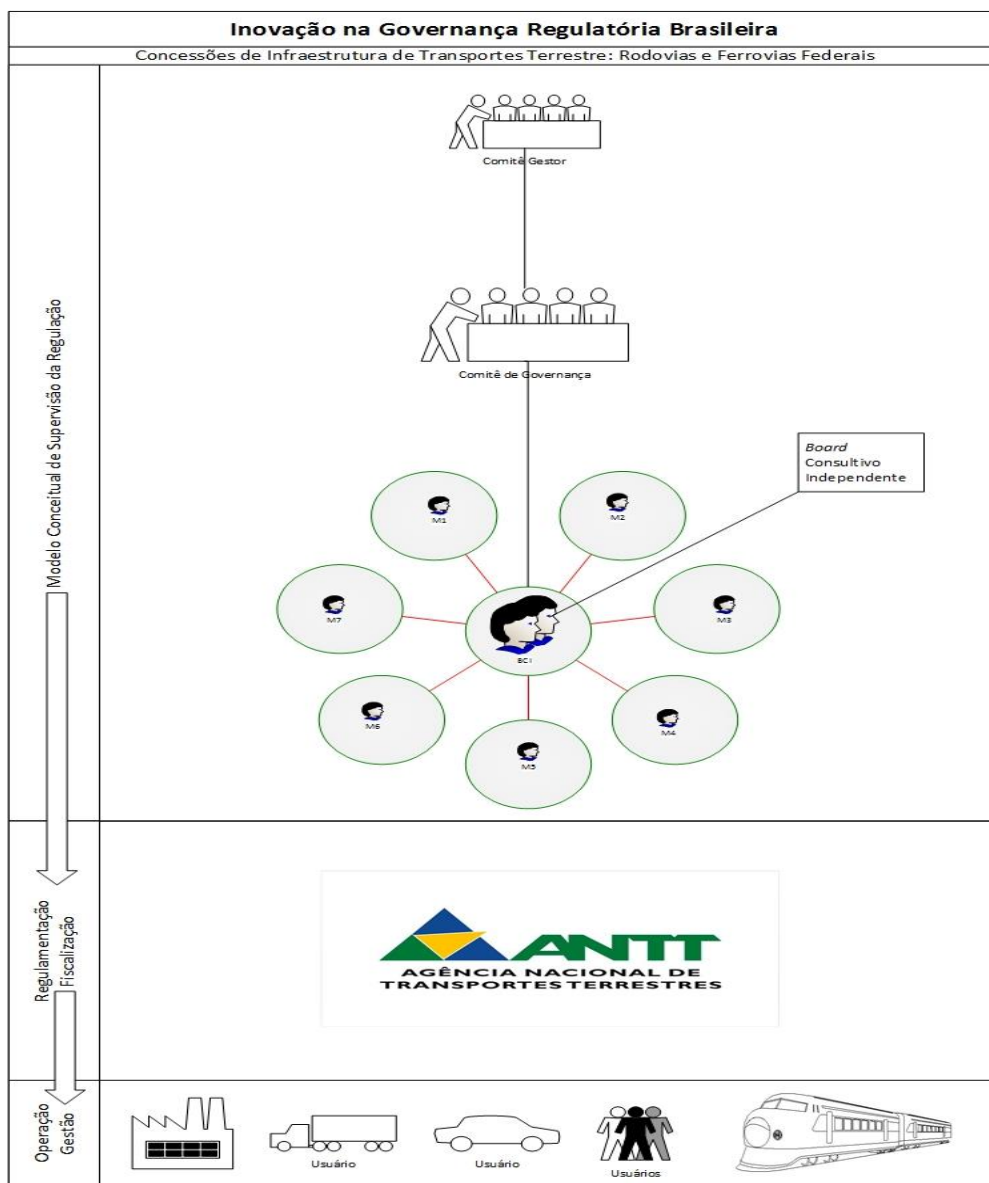 Inovação na Governança Regulatória Brasileira
Concessões de Infraestrutura de Transportes Terrestre: Rodovias e Ferrovias Federais
Modelo Conceitual de Supervisão da Regulação
Comitê Gestor
Comitê de Governança
Board
Consultivo
Independente
M1
M2
M7
M3
BCI
M6
M4
M5
Regulamentação
Fiscalização
ANTT
AGÊNCIA NACIONAL DE
TRANSPORTES TERRESTRES
Operação
Gestão
Usuário
Usuário
Usuários